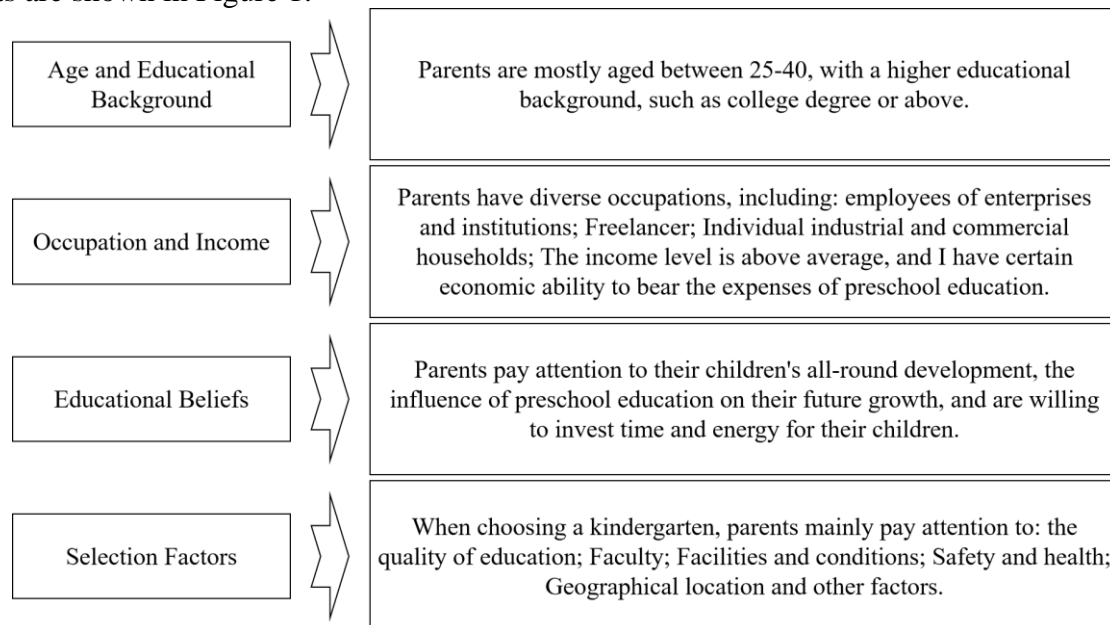 Age and Educational
Background
Parents are mostly aged between 25-40, with a higher educational
background, such as college degree or above.
Occupation and Income
Parents have diverse occupations, including: employees of enterprises
and institutions; Freelancer; Individual industrial and commercial
households; The income level is above average, and I have certain
economic ability to bear the expenses of preschool education.
Educational Beliefs
Parents pay attention to their children's all-round development, the
influence of preschool education on their future growth, and are willing
to invest time and energy for their children.
Selection Factors
When choosing a kindergarten, parents mainly pay attention to: the
quality of education; Faculty; Facilities and conditions; Safety and health;
Geographical location and other factors.